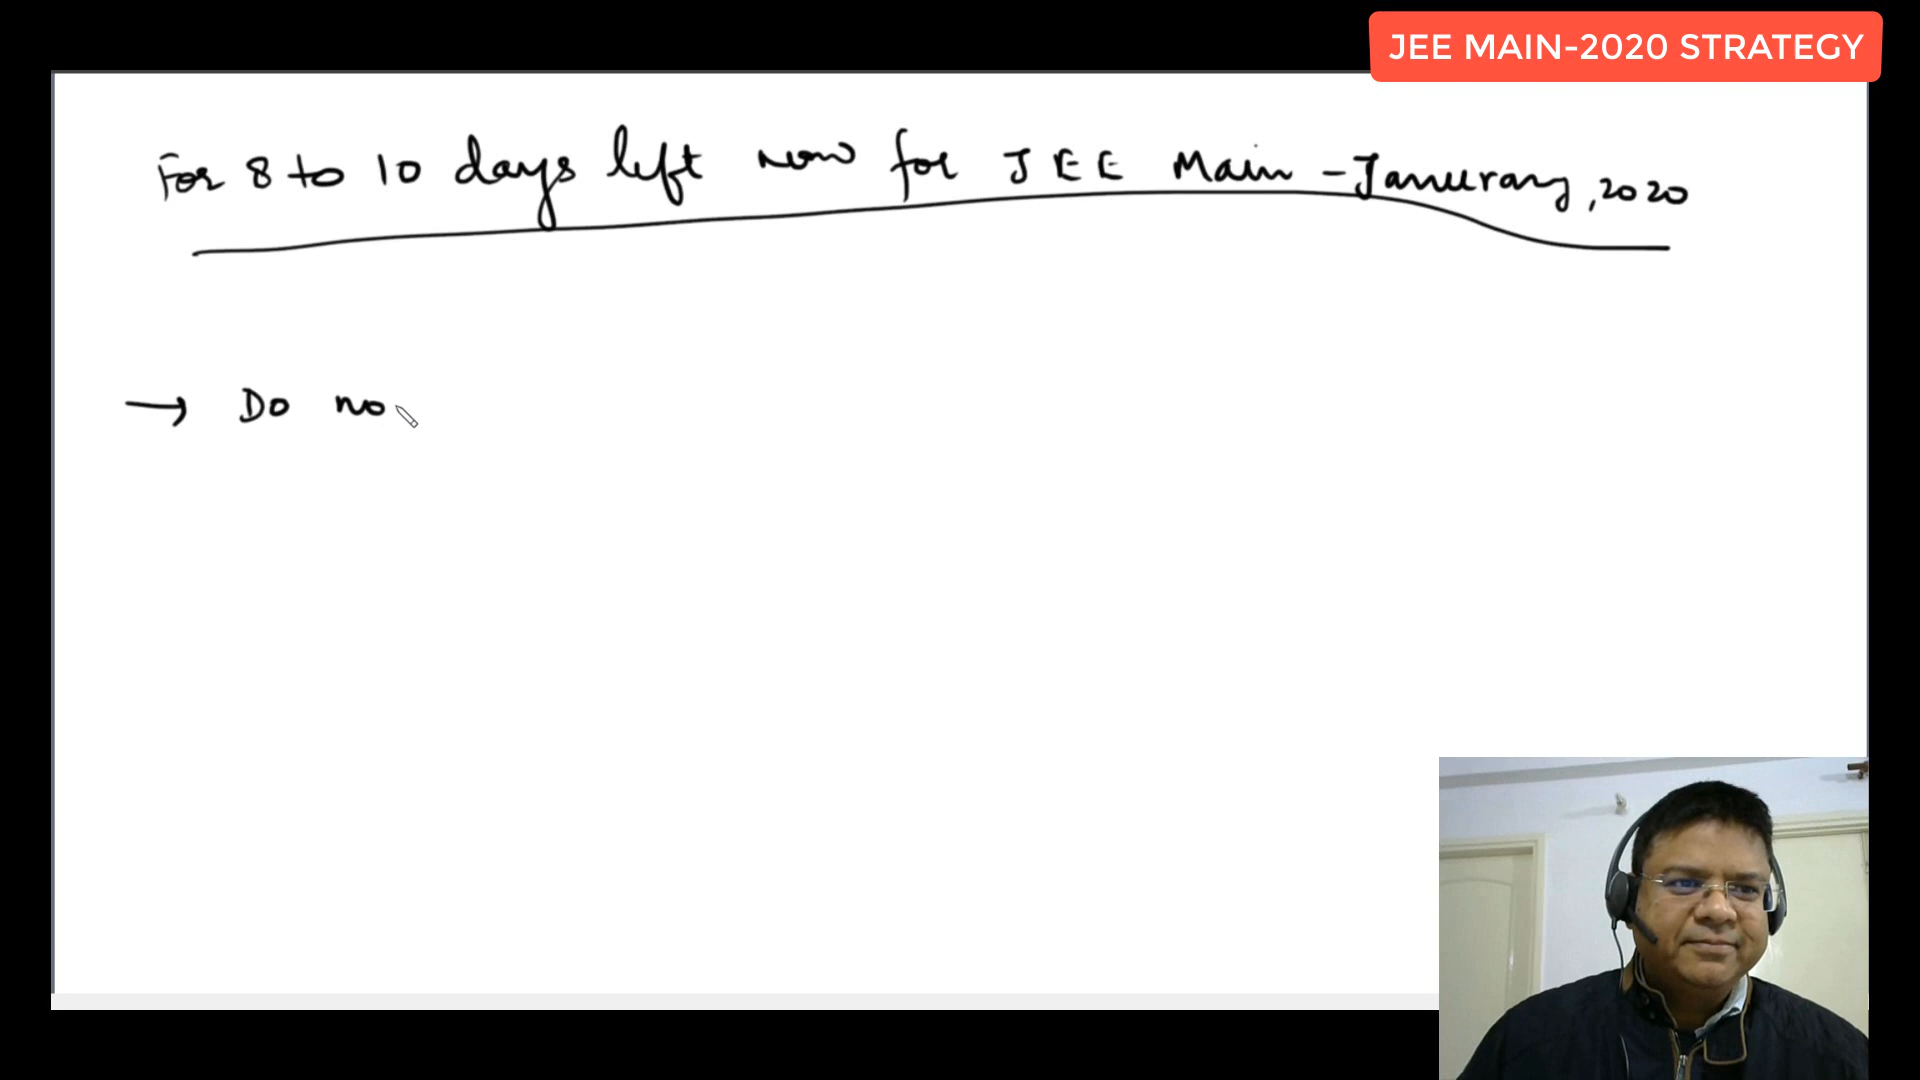 JEE MAIN-2020 STRATEGY
For 8 to 10 days left now for JEE Main - Janurary, 2020
→ Do no